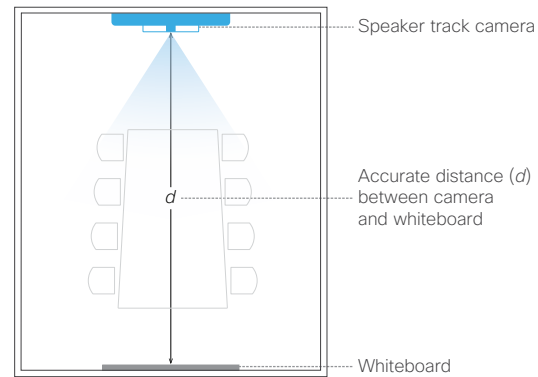 Speaker track camera
d
Accurate distance (d)
between camera
and whiteboard
Whiteboard